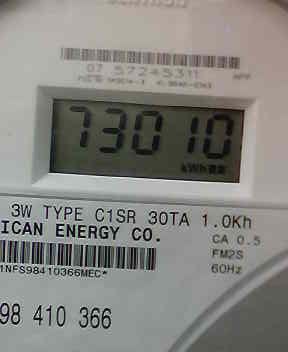 07 57245311 APP
73010
kWh
3W TYPE C1SR 30TA 1.0Kh
ICAN ENERGY CO.
CA 0.5
FM2S
1NFS98410366MEC*
60Hz
98 410 366